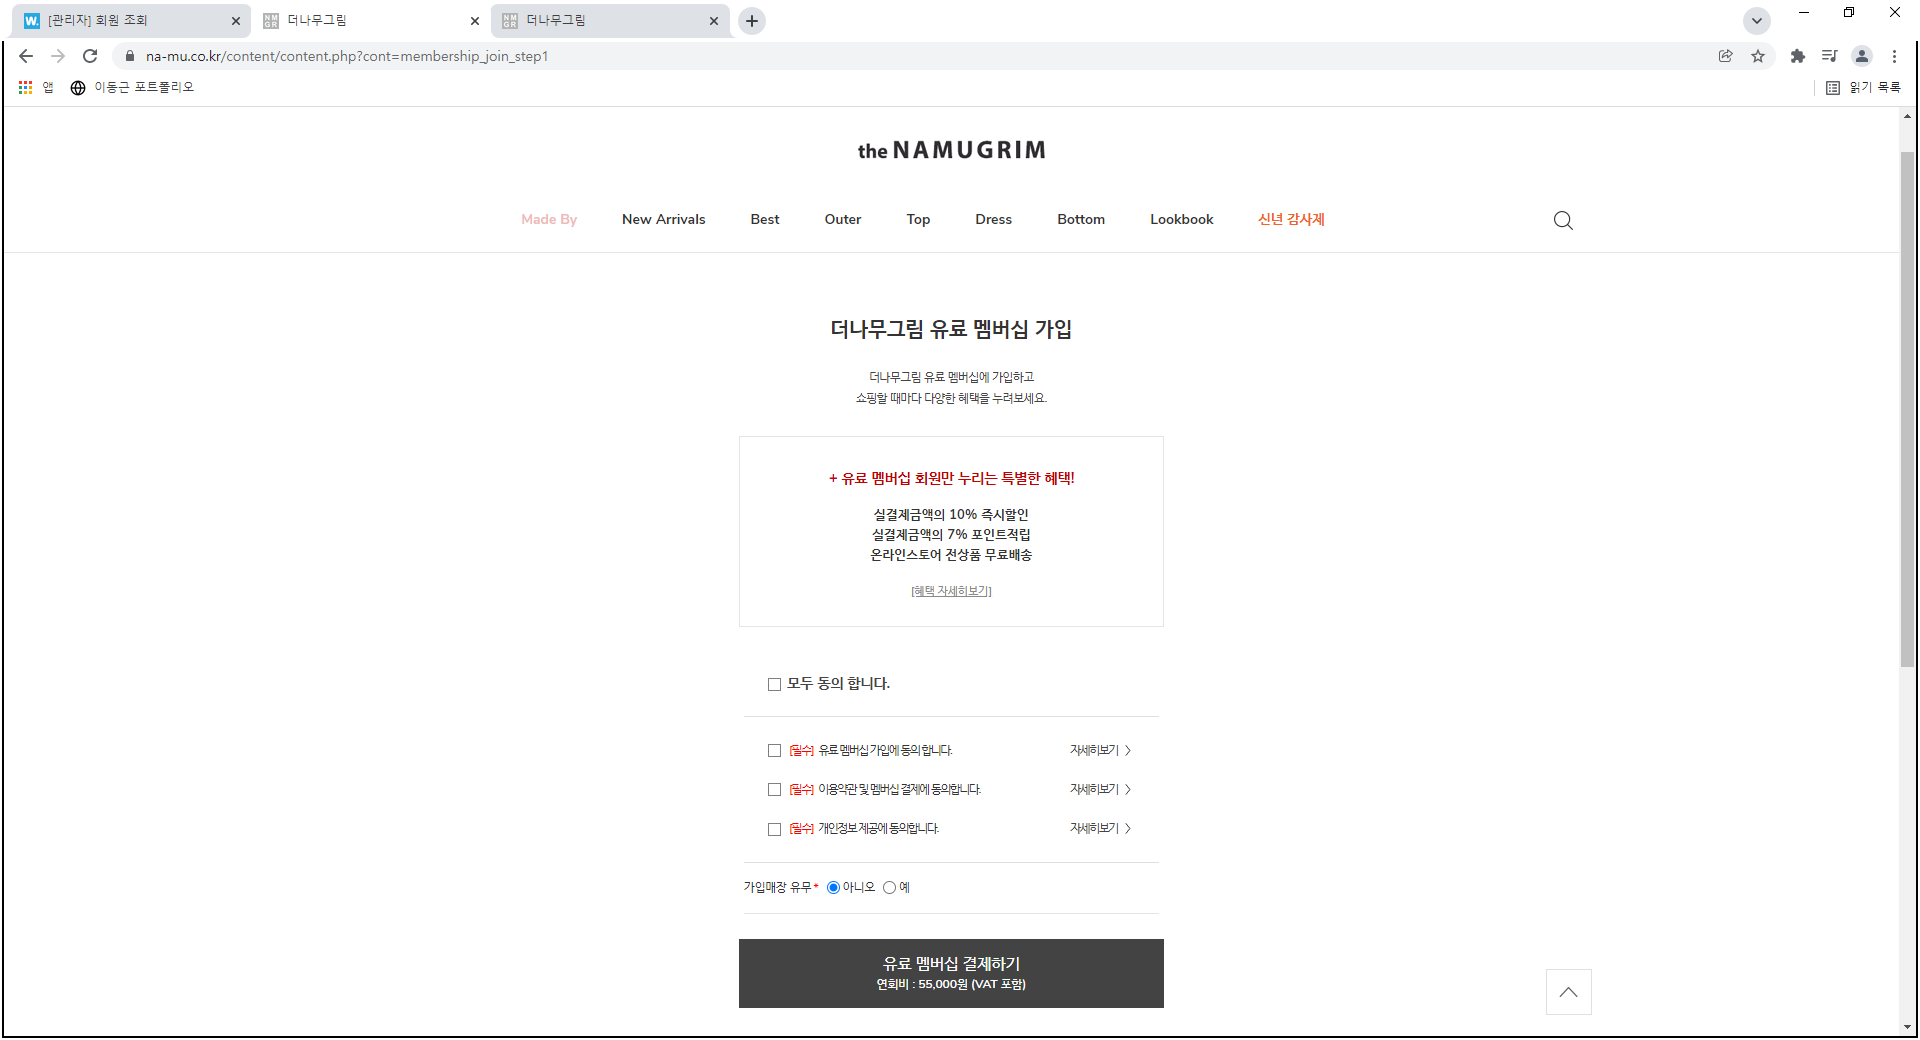 [관리자] 회원 조회
더나무그림
더나무그림
na-mu.co.kr/content/content.php?cont=membership_join_step1
앱
이동근 포트폴리오
읽기 목록
the NAMUGRIM
Made By New Arrivals Best Outer Top Dress Bottom Lookbook 신년 감사제
더나무그림 유료 멤버십 가입
더나무그림 유료 멤버십에 가입하고
쇼핑할 때마다 다양한 혜택을 누려보세요.
+ 유료 멤버십 회원만 누리는 특별한 혜택!
실결제금액의 10% 즉시할인
실결제금액의 7% 포인트적립
온라인스토어 전상품 무료배송
[혜택 자세히보기]
모두 동의 합니다.
[필수] 유료 멤버십 가입에 동의 합니다. 자세히보기 >
[필수] 이용약관 및 멤버십 결제에 동의합니다. 자세히보기 >
[필수] 개인정보 제공에 동의합니다. 자세히보기 >
가입매장 유무 * 아니오 예
유료 멤버십 결제하기
연회비 : 55,000원 (VAT 포함)